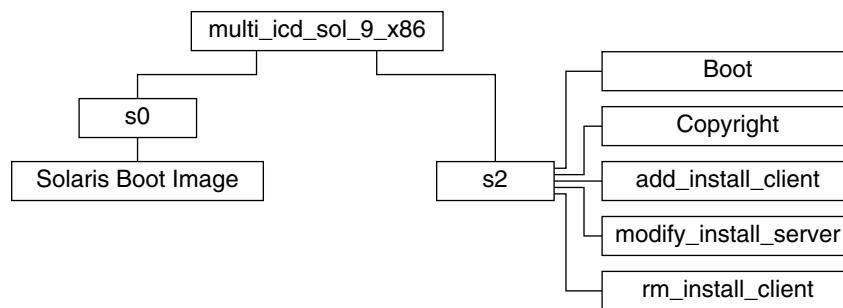 multi_icd_sol_9_x86
s0
Solaris Boot Image
s2
Boot
Copyright
add_install_client
modify_install_server
rm_install_client